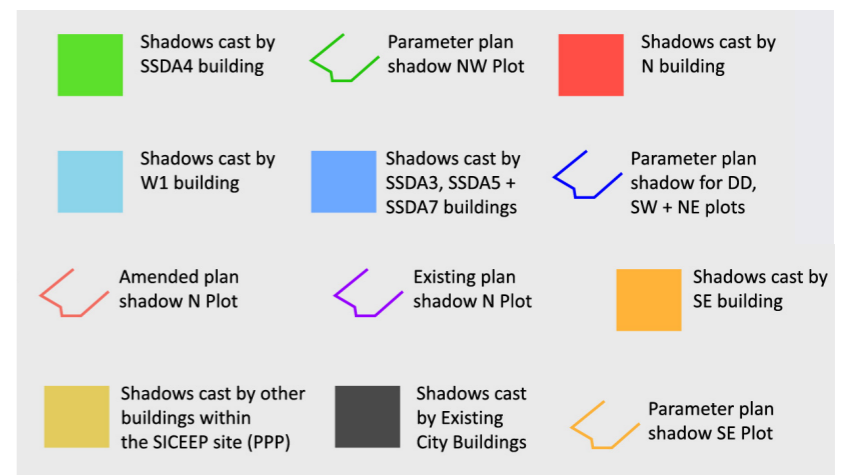 Shadows cast by
SSDA4 building
Parameter plan
shadow NW Plot
Shadows cast by
N building
Shadows cast by
W1 building
Shadows cast by
SSDA3, SSDA5 +
SSDA7 buildings
Parameter plan
shadow for DD,
SW + NE plots
Amended plan
shadow N Plot
Existing plan
shadow N Plot
Shadows cast by
SE building
Shadows cast by other
buildings within
the SICEEP site (PPP)
Shadows cast
by Existing
City Buildings
Parameter plan
shadow SE Plot